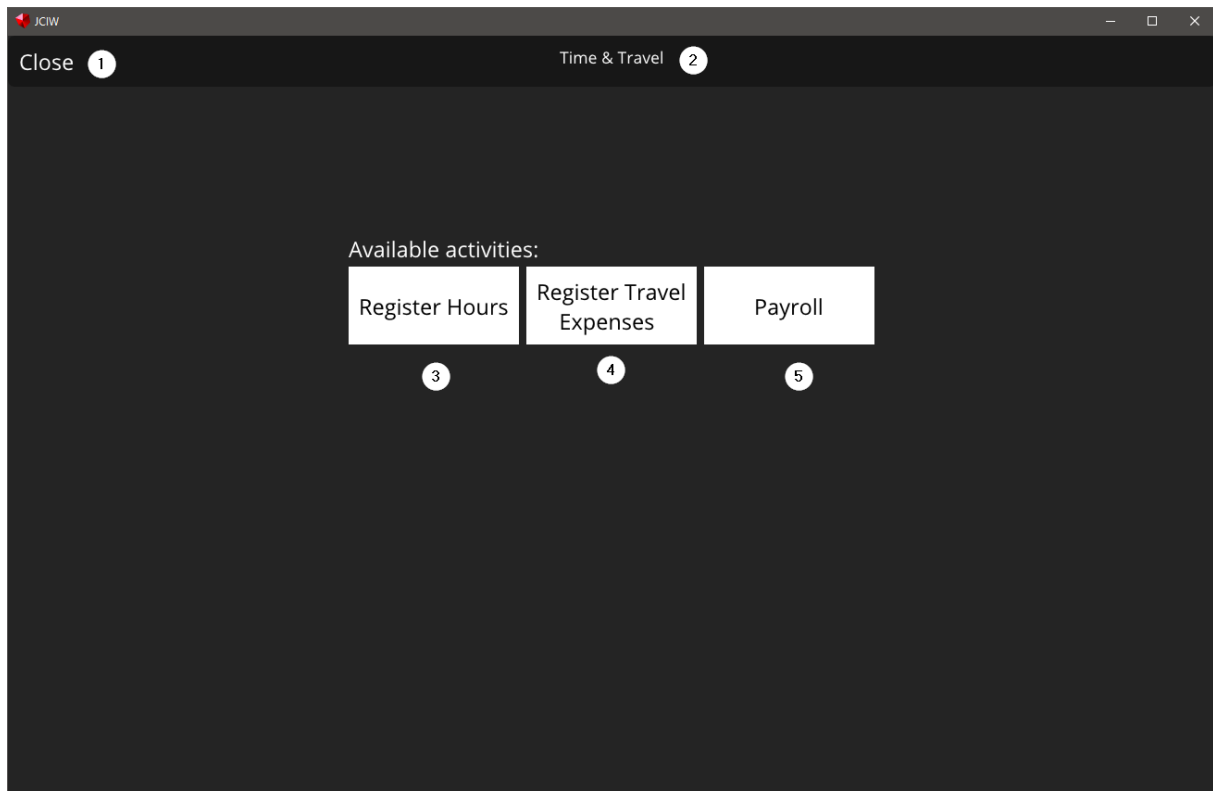 JCIW
Close 1
Time & Travel 2
Available activities:
Register Hours
Register Travel
Expenses
Payroll
3
4
5